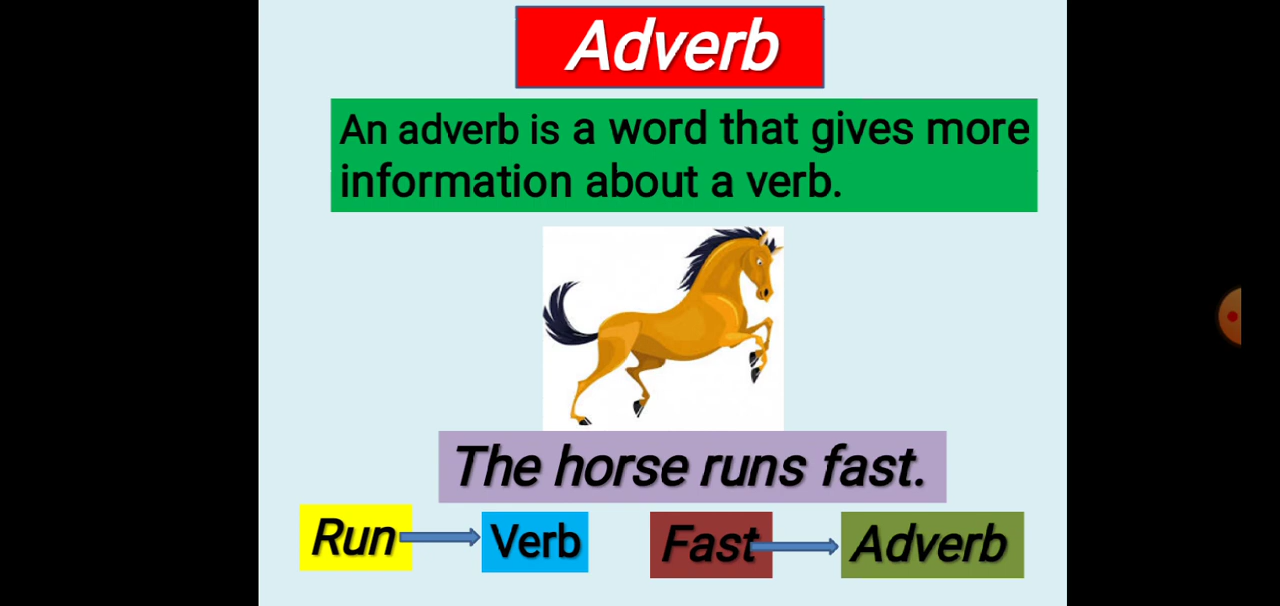 Adverb
An adverb is a word that gives more
information about a verb.
The horse runs fast.
Run Verb Fast Adverb